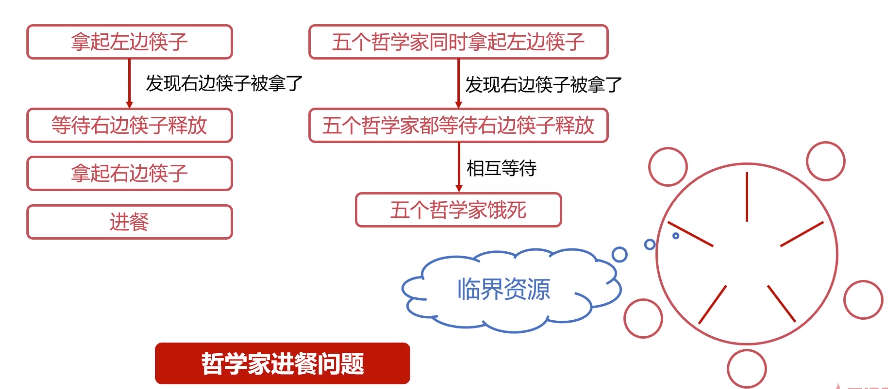 拿起左边筷子
发现右边筷子被拿了
等待右边筷子释放
拿起右边筷子
进餐
五个哲学家同时拿起左边筷子
发现右边筷子被拿了
五个哲学家都等待右边筷子释放
相互等待
五个哲学家饿死
临界资源
哲学家进餐问题